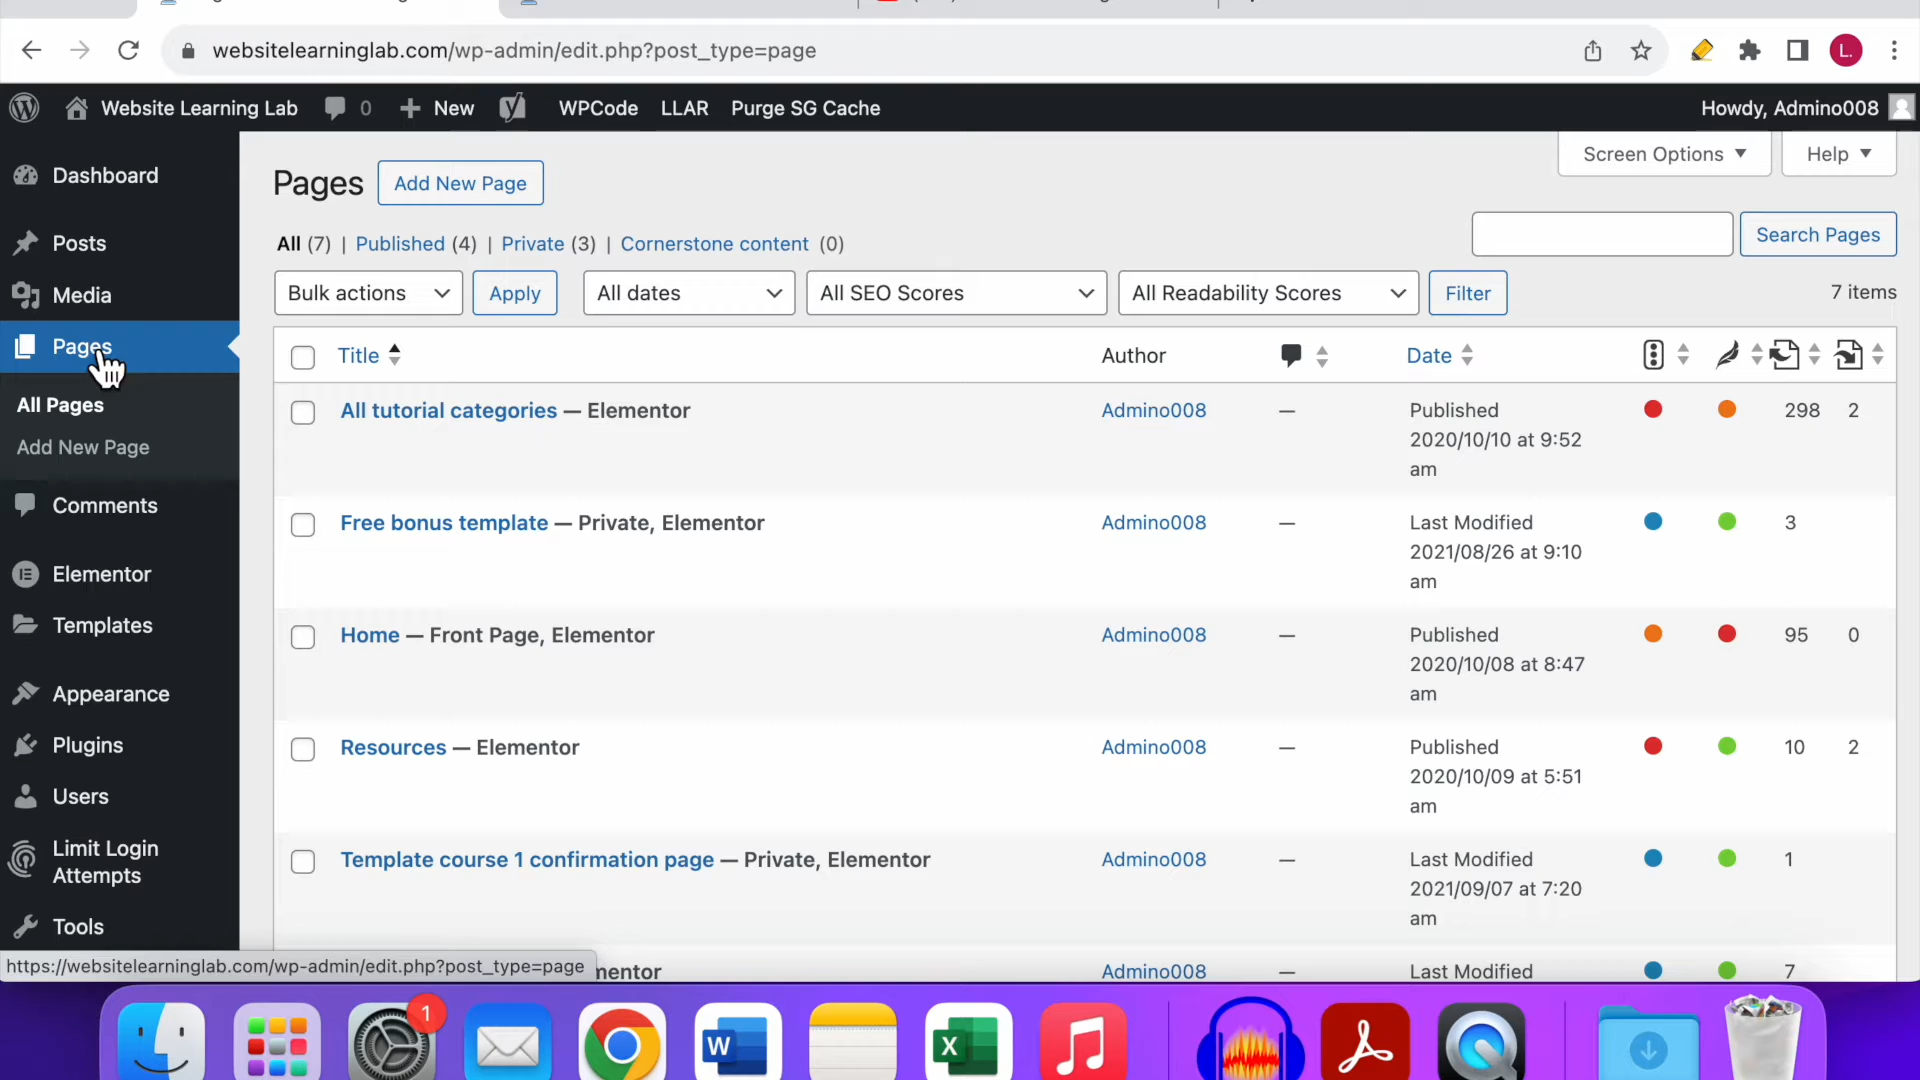 websitelearninglab.com/wp-admin/edit.php?post_type=page
L.
Website Learning Lab 0 New WPCode LLAR Purge SG Cache Howdy, Admino008
Dashboard
Posts
Media
Pages
All Pages
Add New Page
Comments
Elementor
Templates
Appearance
Plugins
Users
Limit Login
Attempts
Tools
https://websitelearninglab.com/wp-admin/edit.php?post_type=page
Screen Options Help
Pages Add New Page
All (7) | Published (4) | Private (3) | Cornerstone content (0)
Search Pages
Bulk actions Apply All dates All SEO Scores All Readability Scores Filter 7 items
Title Author Date
All tutorial categories — Elementor Admino008 — Published 298 2
2020/10/10 at 9:52
am
Free bonus template — Private, Elementor Admino008 — Last Modified 3
2021/08/26 at 9:10
am
Home — Front Page, Elementor Admino008 — Published 95 0
2020/10/08 at 8:47
am
Resources — Elementor Admino008 — Published 10 2
2020/10/09 at 5:51
am
Template course 1 confirmation page — Private, Elementor Admino008 — Last Modified 1
2021/09/07 at 7:20
am
mentor Admino008 — Last Modified 7
1
W
X